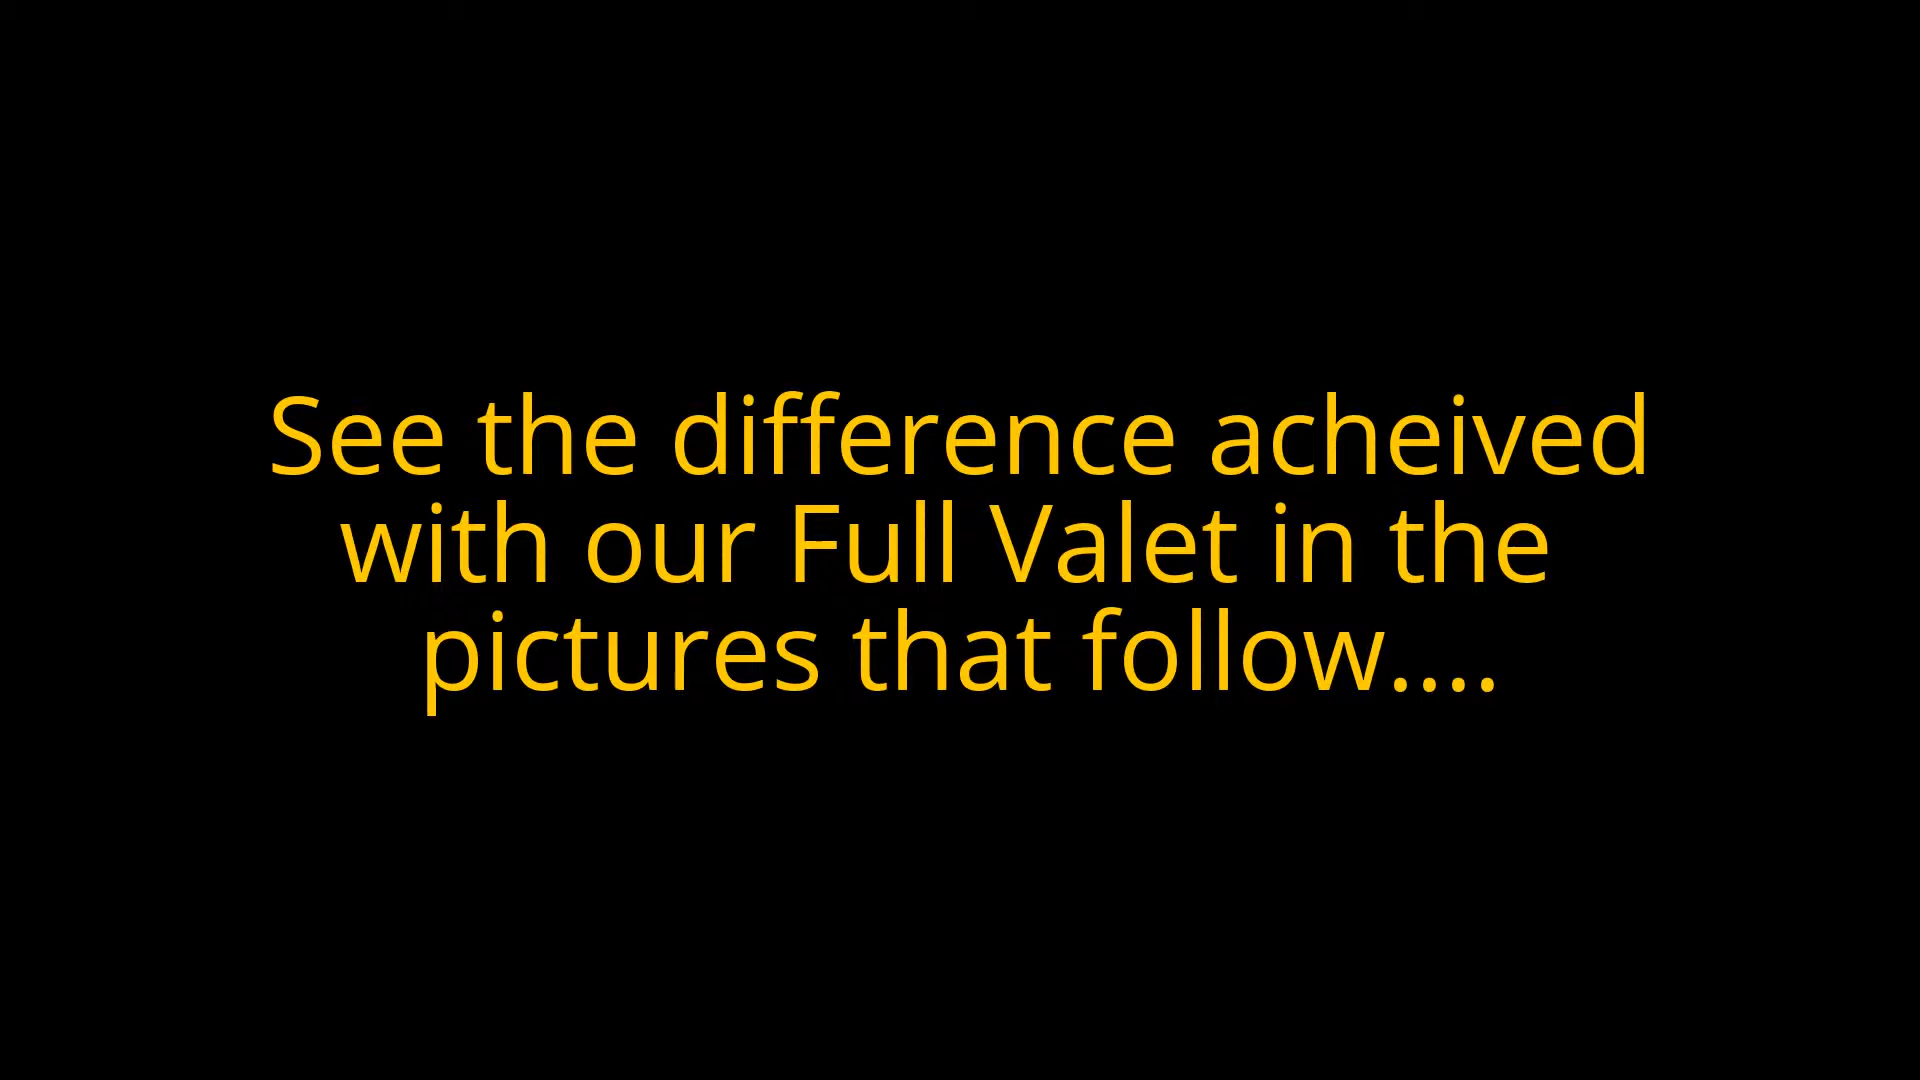 See the difference acheived
with our Full Valet in the
pictures that follow....